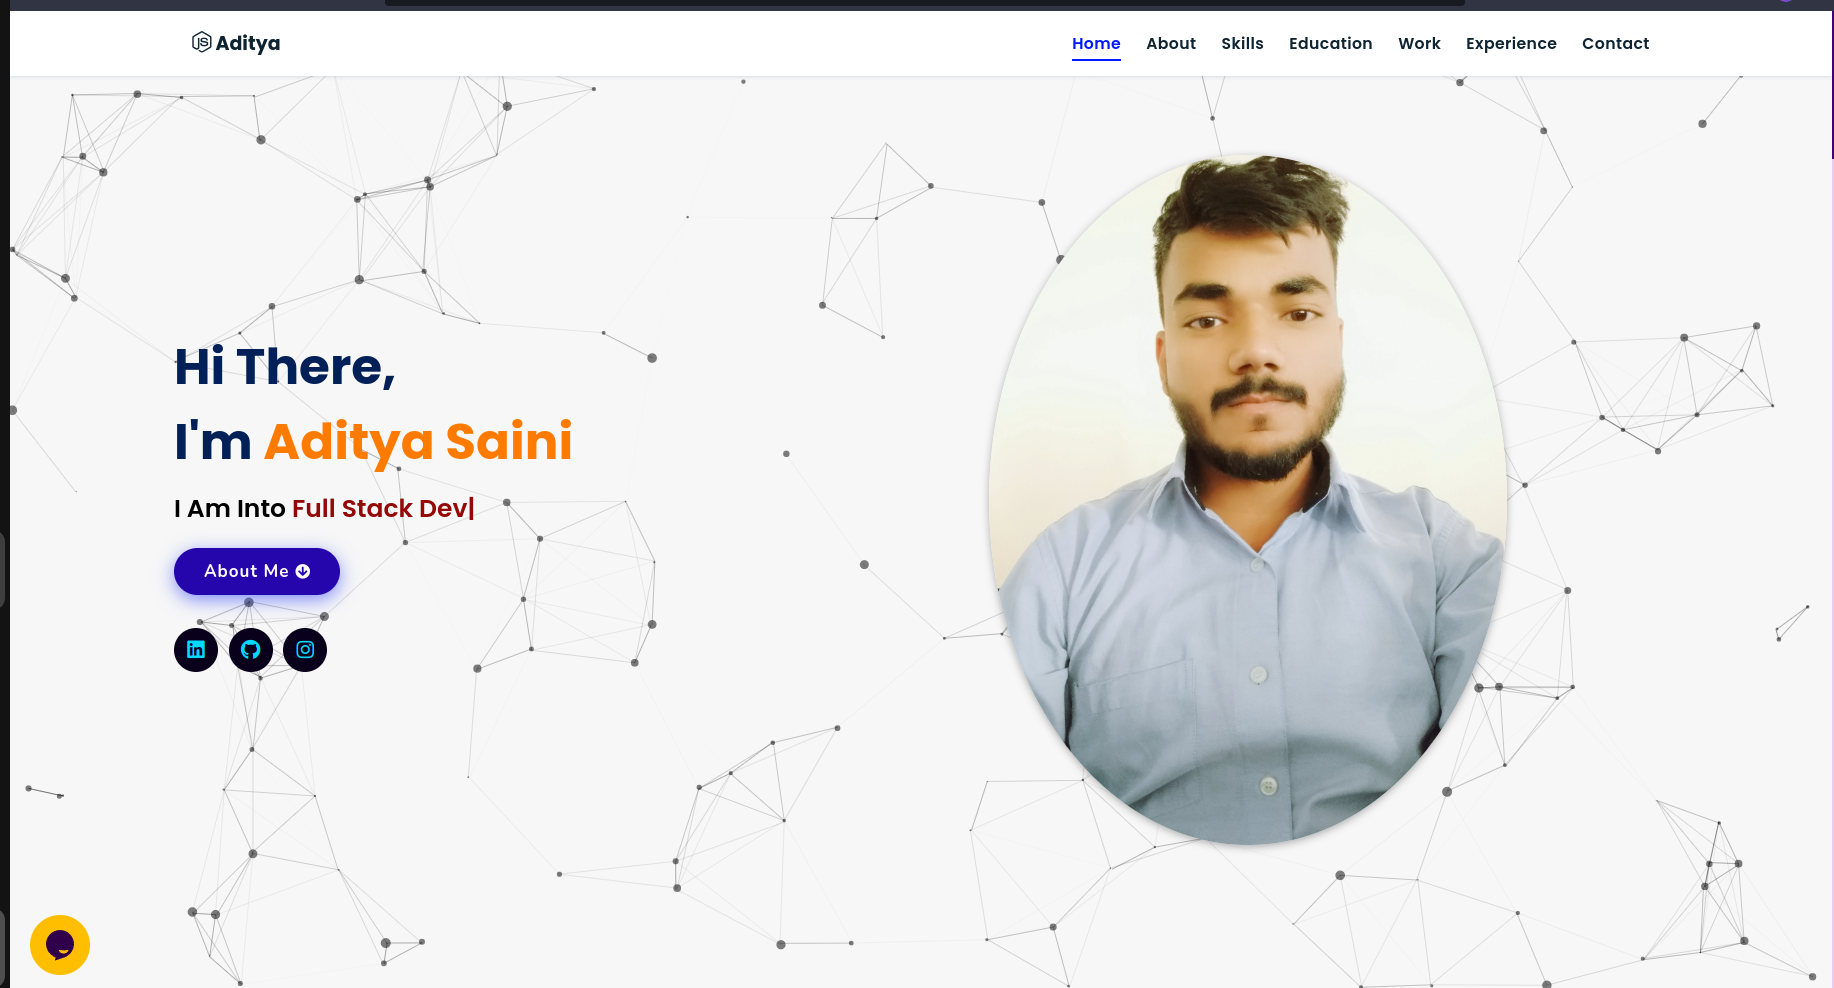 Aditya
Home About Skills Education Work Experience Contact
Hi There,
I'm Aditya Saini
I Am Into Full Stack Dev|
About Me